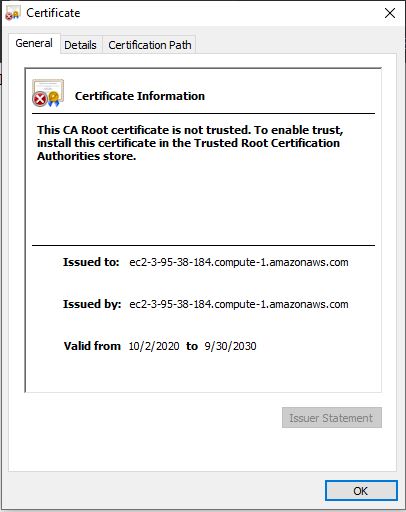 Certificate
General Details Certification Path
Certificate Information
This CA Root certificate is not trusted. To enable trust,
install this certificate in the Trusted Root Certification
Authorities store.
Issued to: ec2-3-95-38-184.compute-1.amazonaws.com
Issued by: ec2-3-95-38-184.compute-1.amazonaws.com
Valid from 10/2/2020 to 9/30/2030
Issuer Statement
OK